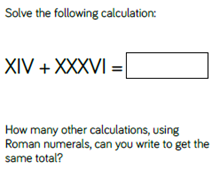 Solve the following calculation:
XIV + XXXVI =
How many other calculations, using
Roman numerals, can you write to get the
same total?